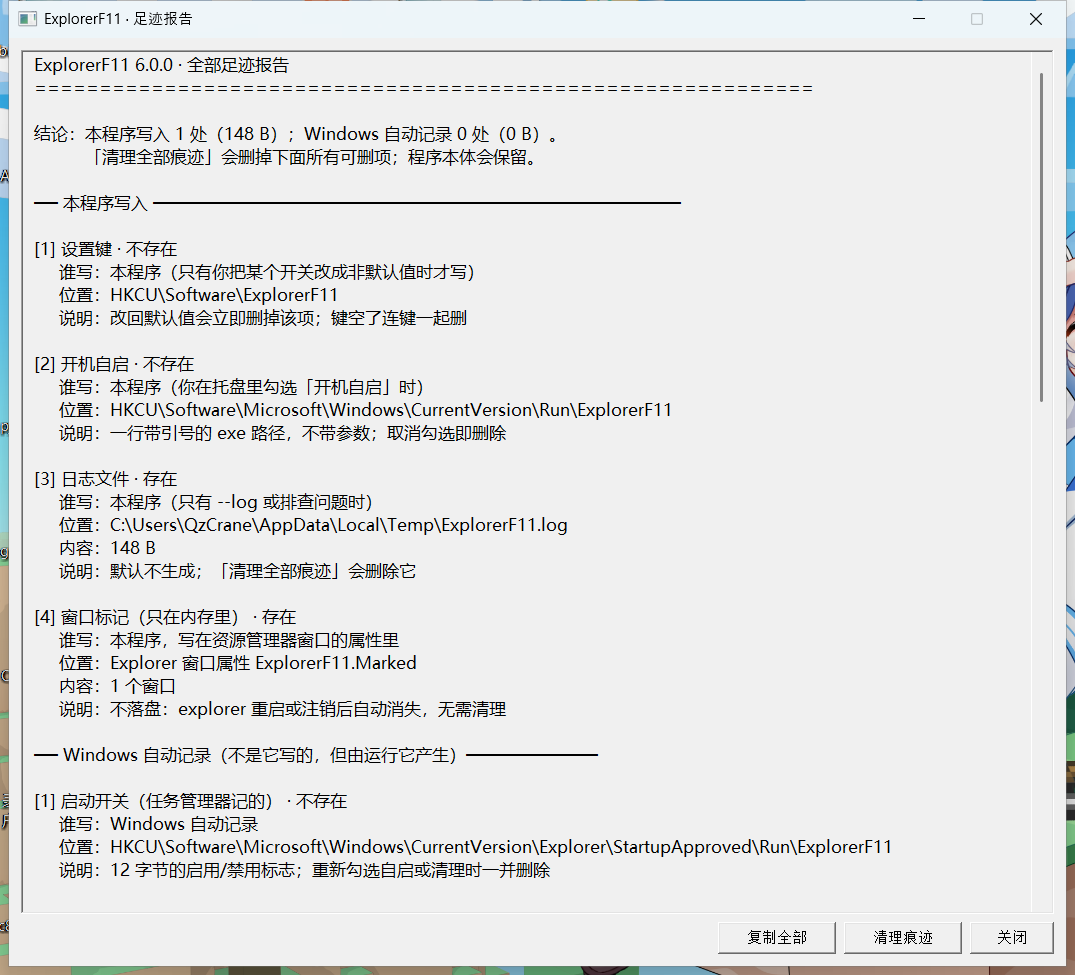 ExplorerF11 · 足迹报告
ExplorerF11 6.0.0 · 全部足迹报告
============================================================
结论：本程序写入 1 处（148 B）；Windows 自动记录 0 处（0 B）。
「清理全部痕迹」会删掉下面所有可删项；程序本体会保留。
── 本程序写入 ────────────────────────────────
[1] 设置键 · 不存在
谁写：本程序（只有你把某个开关改成非默认值时才写）
位置：HKCU\Software\ExplorerF11
说明：改回默认值会立即删掉该项；键空了连键一起删
[2] 开机自启 · 不存在
谁写：本程序（你在托盘里勾选「开机自启」时）
位置：HKCU\Software\Microsoft\Windows\CurrentVersion\Run\ExplorerF11
说明：一行带引号的 exe 路径，不带参数；取消勾选即删除
[3] 日志文件 · 存在
谁写：本程序（只有 --log 或排查问题时）
位置：C:\Users\QzCrane\AppData\Local\Temp\ExplorerF11.log
内容：148 B
说明：默认不生成；「清理全部痕迹」会删除它
[4] 窗口标记（只在内存里） · 存在
谁写：本程序，写在资源管理器窗口的属性里
位置：Explorer 窗口属性 ExplorerF11.Marked
内容：1 个窗口
说明：不落盘：explorer 重启或注销后自动消失，无需清理
── Windows 自动记录（不是它写的，但由运行它产生）────────
[1] 启动开关（任务管理器记的） · 不存在
谁写：Windows 自动记录
位置：HKCU\Software\Microsoft\Windows\CurrentVersion\Explorer\StartupApproved\Run\ExplorerF11
说明：12 字节的启用/禁用标志；重新勾选自启或清理时一并删除
复制全部
清理痕迹
关闭